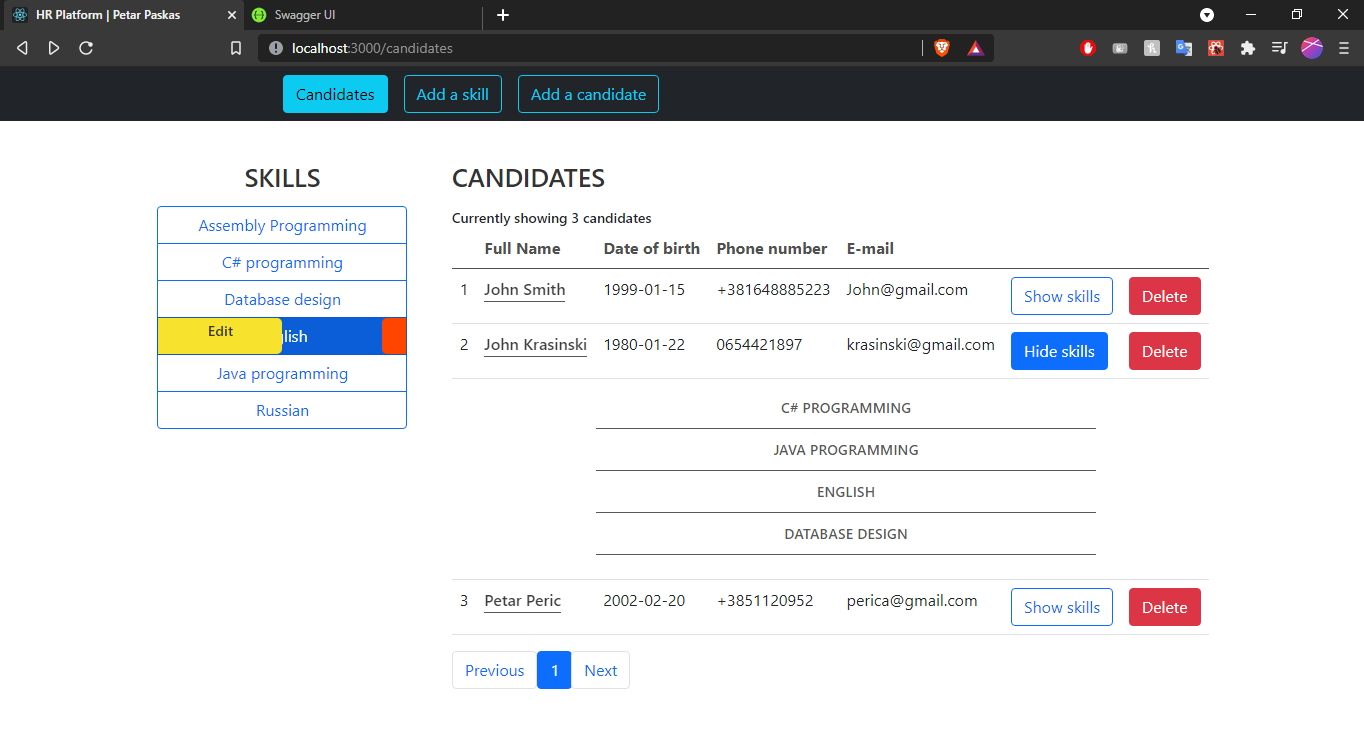 HR Platform | Petar Paskas
Swagger UI
localhost:3000/candidates
Candidates Add a skill Add a candidate
SKILLS
Assembly Programming
C# programming
Database design
Edit lish
Java programming
Russian
CANDIDATES
Currently showing 3 candidates
Full Name Date of birth Phone number E-mail
1 John Smith 1999-01-15 +381648885223 John@gmail.com Show skills Delete
2 John Krasinski 1980-01-22 0654421897 krasinski@gmail.com Hide skills Delete
C# PROGRAMMING
JAVA PROGRAMMING
ENGLISH
DATABASE DESIGN
3 Petar Peric 2002-02-20 +3851120952 perica@gmail.com Show skills Delete
Previous 1 Next